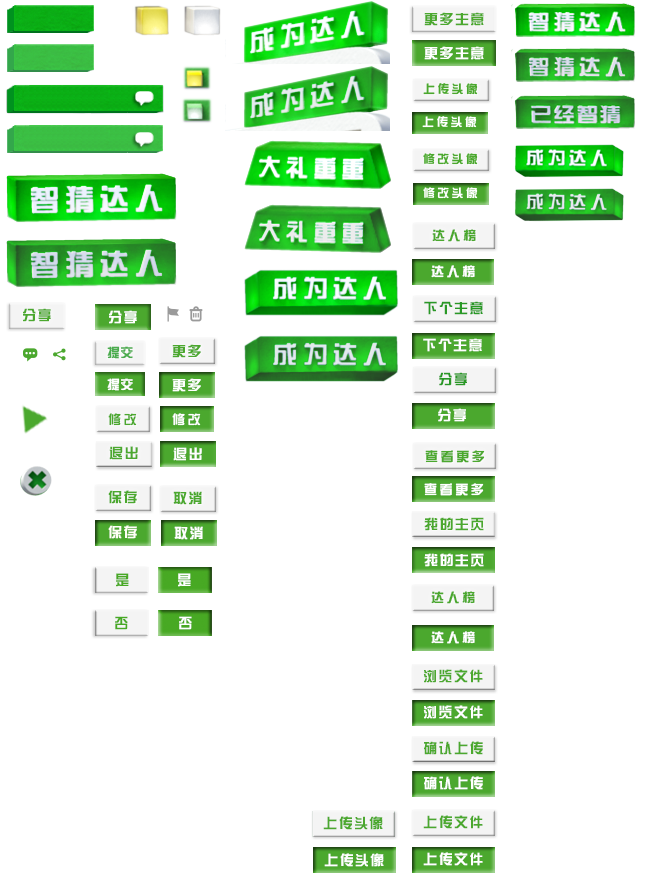 智猜达人
智猜达人
分享
分享
提交
更多
提交
更多
修改
修改
退出
退出
保存
取消
保存
取消
是
是
否
否
成为达人
成为达人
大礼重重
大礼重重
成为达人
成为达人
上传头像
上传头像
更多主意
更多主意
上传头像
上传头像
修改头像
修改头像
达人榜
达人榜
下个主意
下个主意
分享
分享
查看更多
查看更多
我的主页
我的主页
达人榜
达人榜
浏览文件
浏览文件
确认上传
确认上传
上传文件
上传文件
智猜达人
智猜达人
已经智猜
成为达人
成为达人